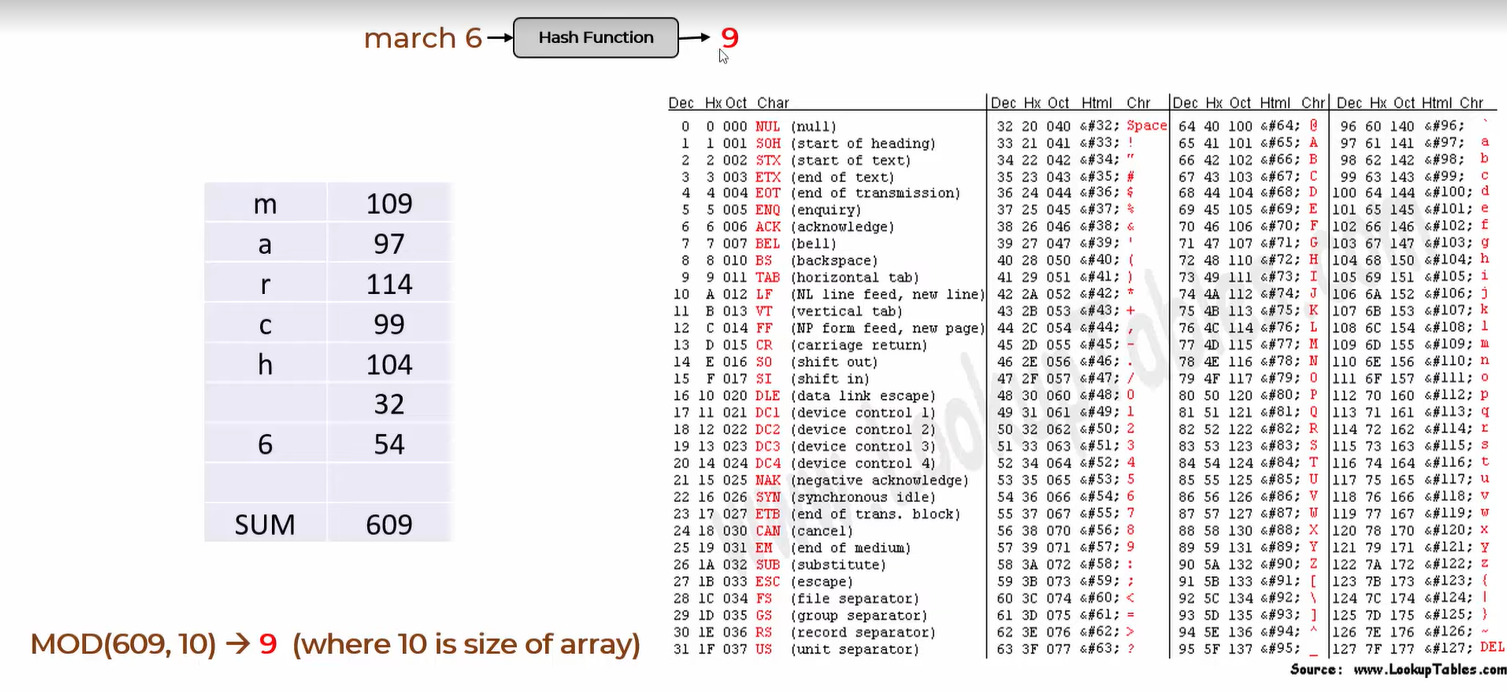 march 6 Hash Function 9
m 109
a 97
r 114
c 99
h 104
32
6 54
SUM 609
MOD(609, 10) → 9 (where 10 is size of array)
Dec Hx Oct Char Dec Hx Oct Html Chr Dec Hx Oct Html Chr Dec Hx Oct Html Chr
0 0 000 NUL (null) 32 20 040 &#32; Space 64 40 100 &#64; @ 96 60 140 &#96; `
1 1 001 SOH (start of heading) 33 21 041 &#33; ! 65 41 101 &#65; A 97 61 141 &#97; a
2 2 002 STX (start of text) 34 22 042 &#34; " 66 42 102 &#66; B 98 62 142 &#98; b
3 3 003 ETX (end of text) 35 23 043 &#35; # 67 43 103 &#67; C 99 63 143 &#99; c
4 4 004 EOT (end of transmission) 36 24 044 &#36; $ 68 44 104 &#68; D 100 64 144 &#100; d
5 5 005 ENQ (enquiry) 37 25 045 &#37; % 69 45 105 &#69; E 101 65 145 &#101; e
6 6 006 ACK (acknowledge) 38 26 046 &#38; & 70 46 106 &#70; F 102 66 146 &#102; f
7 7 007 BEL (bell) 39 27 047 &#39; ' 71 47 107 &#71; G 103 67 147 &#103; g
8 8 010 BS (backspace) 40 28 050 &#40; ( 72 48 110 &#72; H 104 68 150 &#104; h
9 9 011 TAB (horizontal tab) 41 29 051 &#41; ) 73 49 111 &#73; I 105 69 151 &#105; i
10 A 012 LF (NL line feed, new line) 42 2A 052 &#42; * 74 4A 112 &#74; J 106 6A 152 &#106; j
11 B 013 VT (vertical tab) 43 2B 053 &#43; + 75 4B 113 &#75; K 107 6B 153 &#107; k
12 C 014 FF (NP form feed, new page) 44 2C 054 &#44; , 76 4C 114 &#76; L 108 6C 154 &#108; l
13 D 015 CR (carriage return) 45 2D 055 &#45; - 77 4D 115 &#77; M 109 6D 155 &#109; m
14 E 016 SO (shift out) 46 2E 056 &#46; . 78 4E 116 &#78; N 110 6E 156 &#110; n
15 F 017 SI (shift in) 47 2F 057 &#47; / 79 4F 117 &#79; O 111 6F 157 &#111; o
16 10 020 DLE (data link escape) 48 30 060 &#48; 0 80 50 120 &#80; P 112 70 160 &#112; p
17 11 021 DC1 (device control 1) 49 31 061 &#49; 1 81 51 121 &#81; Q 113 71 161 &#113; q
18 12 022 DC2 (device control 2) 50 32 062 &#50; 2 82 52 122 &#82; R 114 72 162 &#114; r
19 13 023 DC3 (device control 3) 51 33 063 &#51; 3 83 53 123 &#83; S 115 73 163 &#115; s
20 14 024 DC4 (device control 4) 52 34 064 &#52; 4 84 54 124 &#84; T 116 74 164 &#116; t
21 15 025 NAK (negative acknowledge) 53 35 065 &#53; 5 85 55 125 &#85; U 117 75 165 &#117; u
22 16 026 SYN (synchronous idle) 54 36 066 &#54; 6 86 56 126 &#86; V 118 76 166 &#118; v
23 17 027 ETB (end of trans. block) 55 37 067 &#55; 7 87 57 127 &#87; W 119 77 167 &#119; w
24 18 030 CAN (cancel) 56 38 070 &#56; 8 88 58 130 &#88; X 120 78 170 &#120; x
25 19 031 EM (end of medium) 57 39 071 &#57; 9 89 59 131 &#89; Y 121 79 171 &#121; y
26 1A 032 SUB (substitute) 58 3A 072 &#58; : 90 5A 132 &#90; Z 122 7A 172 &#122; z
27 1B 033 ESC (escape) 59 3B 073 &#59; ; 91 5B 133 &#91; [ 123 7B 173 &#123; {
28 1C 034 FS (file separator) 60 3C 074 &#60; < 92 5C 134 &#92; \ 124 7C 174 &#124; |
29 1D 035 GS (group separator) 61 3D 075 &#61; = 93 5D 135 &#93; ] 125 7D 175 &#125; }
30 1E 036 RS (record separator) 62 3E 076 &#62; > 94 5E 136 &#94; ^ 126 7E 176 &#126; ~
31 1F 037 US (unit separator) 63 3F 077 &#63; ? 95 5F 137 &#95; _ 127 7F 177 &#127; DEL
Source: www.LookupTables.com
www.LookupTables.com